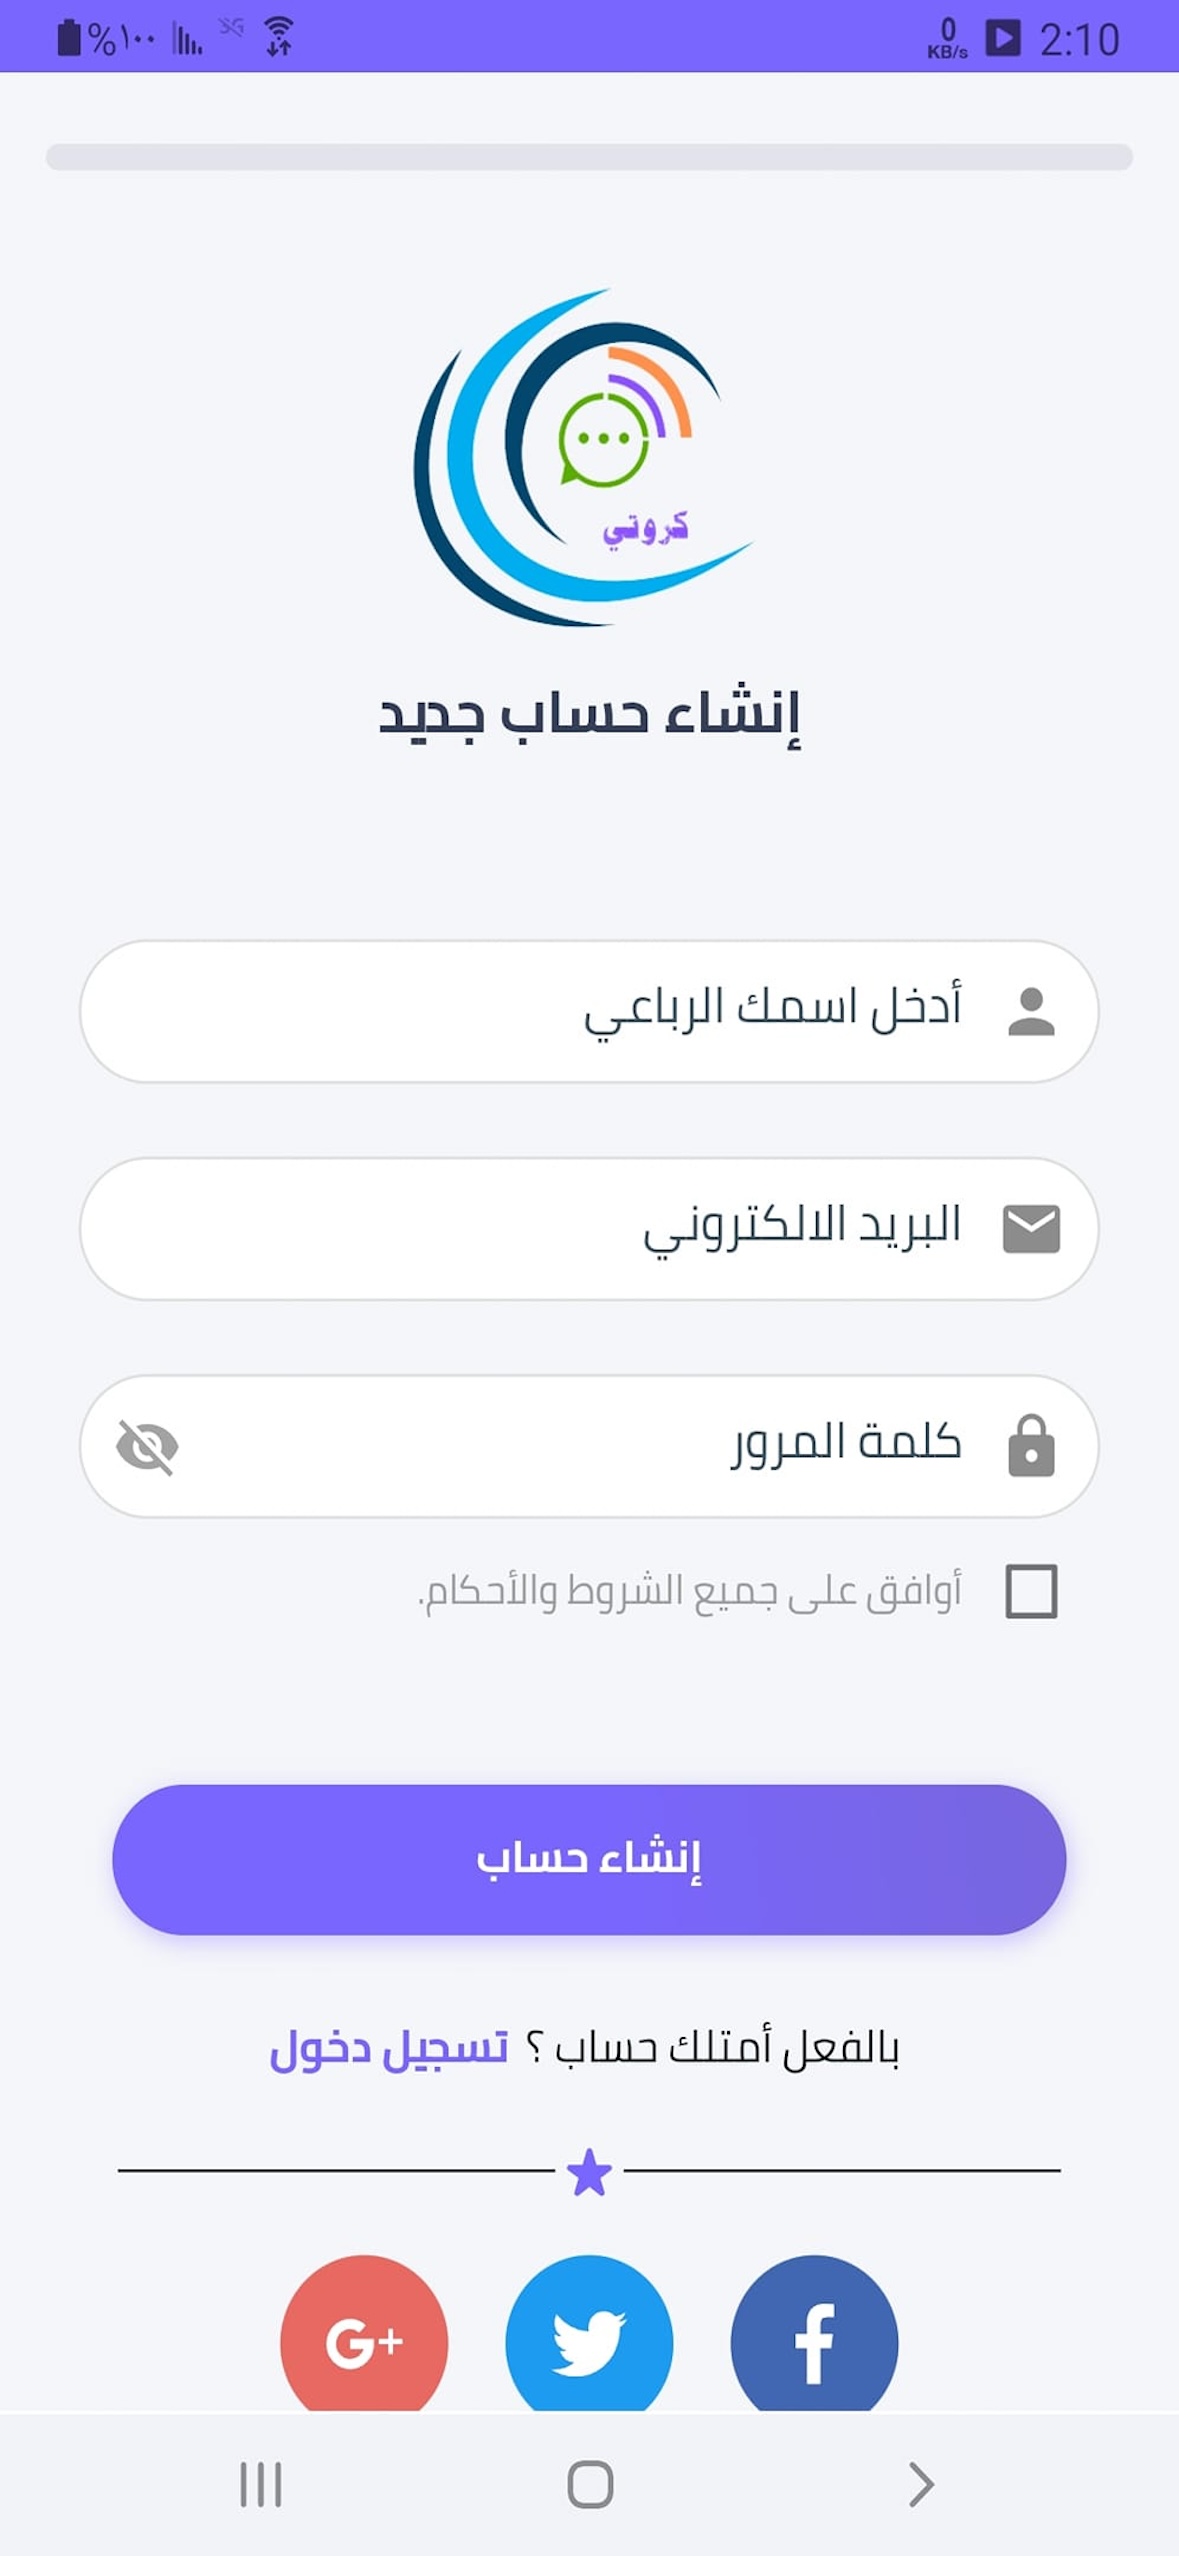 %١٠٠ 0 KB/s 2:10
كروتي
إنشاء حساب جديد
أدخل اسمك الرباعي
البريد الالكتروني
كلمة المرور
أوافق على جميع الشروط والأحكام.
إنشاء حساب
بالفعل أمتلك حساب ؟ تسجيل دخول
G+ f